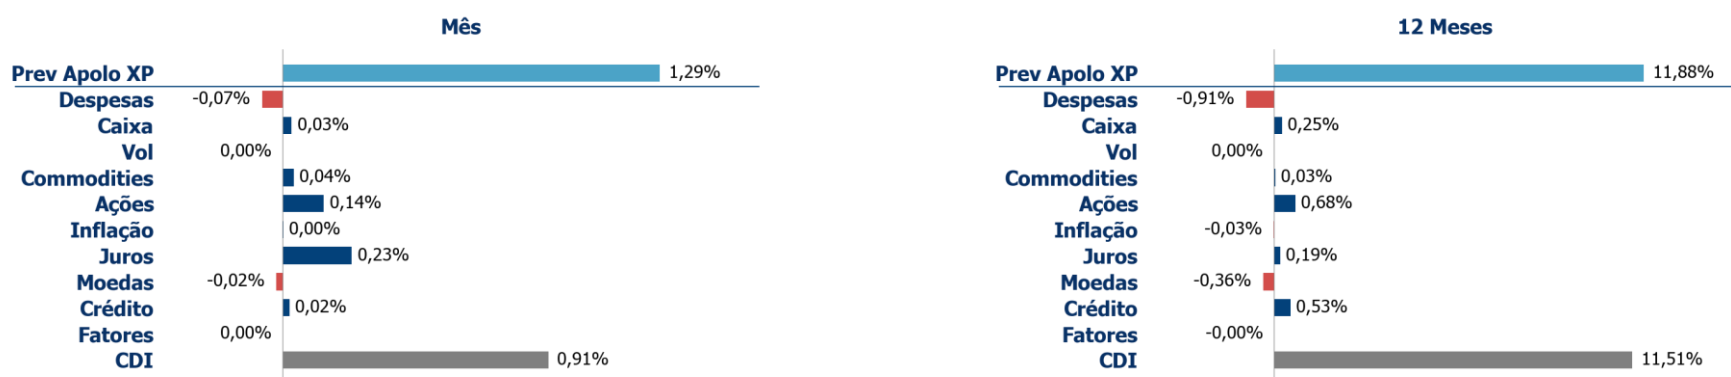 Mês
Prev Apolo XP 1,29%
Despesas -0,07%
Caixa 0,03%
Vol 0,00%
Commodities 0,04%
Ações 0,14%
Inflação 0,00%
Juros 0,23%
Moedas -0,02%
Crédito 0,02%
Fatores 0,00%
CDI 0,91%
12 Meses
Prev Apolo XP 11,88%
Despesas -0,91%
Caixa 0,25%
Vol 0,00%
Commodities 0,03%
Ações 0,68%
Inflação -0,03%
Juros 0,19%
Moedas -0,36%
Crédito 0,53%
Fatores -0,00%
CDI 11,51%